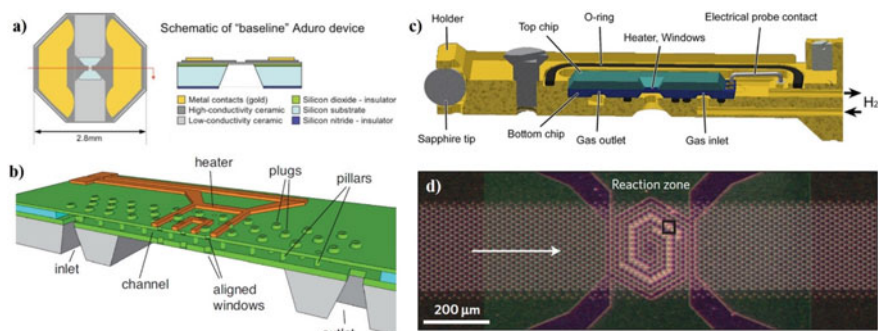 a)
Schematic of "baseline" Aduro device
Metal contacts (gold)
High-conductivity ceramic
Low-conductivity ceramic
Silicon dioxide - insulator
Silicon substrate
Silicon nitride - insulator
2.8mm
b)
heater
plugs
pillars
inlet
channel
aligned
windows
c)
Holder
Top chip
O-ring
Heater, Windows
Electrical probe contact
H2
Sapphire tip
Bottom chip
Gas outlet
Gas inlet
d)
Reaction zone
200 µm